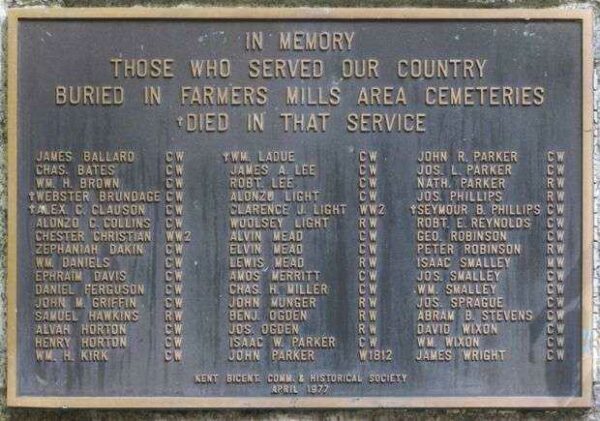 IN MEMORY
THOSE WHO SERVED OUR COUNTRY
BURIED IN FARMERS MILLS AREA CEMETERIES
†DIED IN THAT SERVICE
JAMES BALLARD CW
CHAS. BATES CW
WM. H. BROWN CW
†WEBSTER BRUNDAGE CW
†ALEX. C. CLAUSON CW
ALONZO C. COLLINS CW
CHESTER CHRISTIAN WW2
ZEPHANIAH DAKIN CW
WM. DANIELS CW
EPHRAIM DAVIS CW
DANIEL FERGUSON CW
JOHN M. GRIFFIN CW
SAMUEL HAWKINS RW
ALVAH HORTON CW
HENRY HORTON CW
WM. H. KIRK CW
†WM. LADUE CW
JAMES A. LEE CW
ROBT. LEE CW
ALONZO LIGHT CW
CLARENCE J. LIGHT WW2
WOOLSEY LIGHT RW
ALVIN MEAD CW
ELVIN MEAD CW
LEWIS MEAD RW
AMOS MERRITT CW
CHAS. H. MILLER CW
JOHN MUNGER RW
BENJ. OGDEN RW
JOS. OGDEN RW
ISAAC W. PARKER CW
JOHN PARKER W1812
JOHN R. PARKER CW
JOS. L. PARKER CW
NATH. PARKER RW
JOS. PHILLIPS RW
†SEYMOUR B. PHILLIPS CW
ROBT. E. REYNOLDS CW
GEO. ROBINSON CW
PETER ROBINSON RW
ISAAC SMALLEY MW
JOS. SMALLEY CW
WM. SMALLEY CW
JOS. SPRAGUE CW
ABRAM B. STEVENS CW
DAVID WIXON CW
WM. WIXON CW
JAMES WRIGHT CW
KENT BICENT. COMM. & HISTORICAL SOCIETY
APRIL 1977